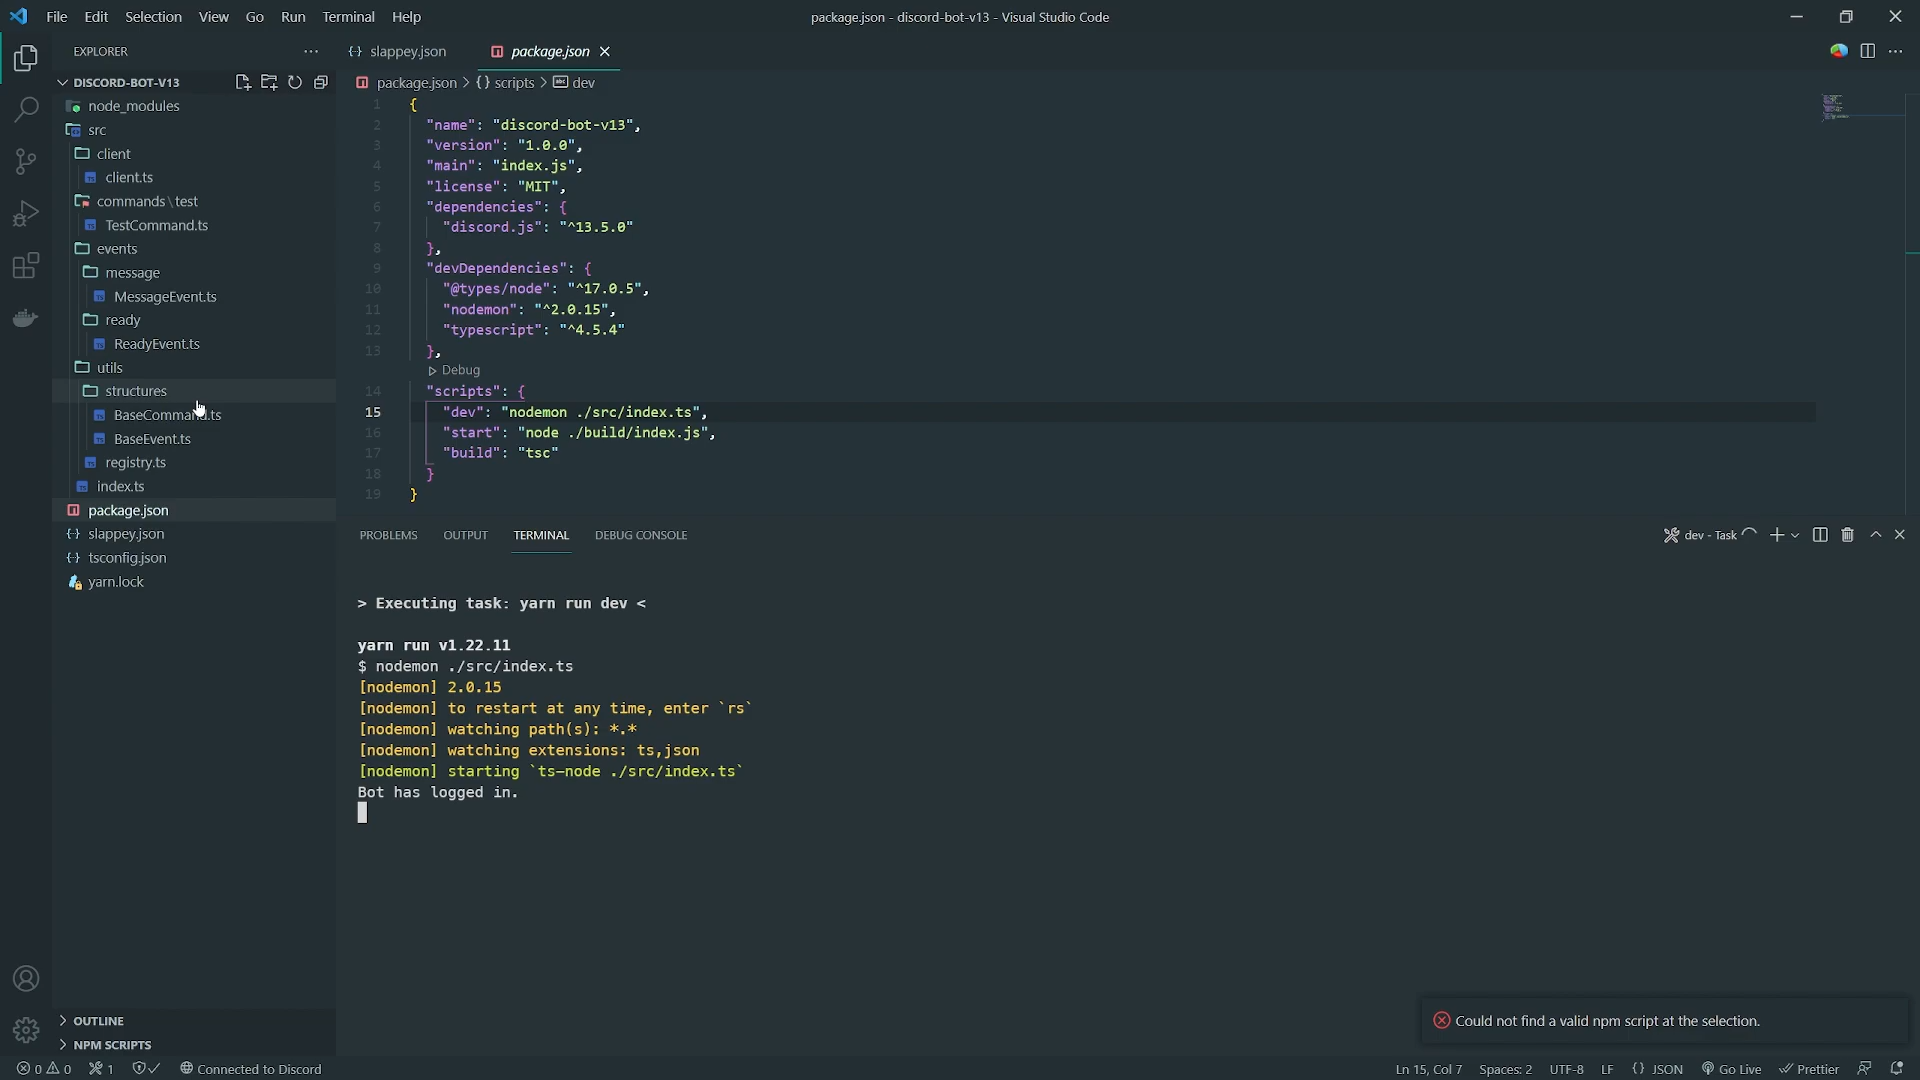 File Edit Selection View Go Run Terminal Help
package.json - discord-bot-v13 - Visual Studio Code
EXPLORER
slappey.json
package.json
DISCORD-BOT-V13
package.json > {} scripts > dev
node_modules
src
client
client.ts
commands\test
TestCommand.ts
events
message
MessageEvent.ts
ready
ReadyEvent.ts
utils
structures
BaseCommand.ts
BaseEvent.ts
registry.ts
index.ts
package.json
slappey.json
tsconfig.json
yarn.lock
OUTLINE
NPM SCRIPTS
1 {
2 "name": "discord-bot-v13",
3 "version": "1.0.0",
4 "main": "index.js",
5 "license": "MIT",
6 "dependencies": {
7 "discord.js": "^13.5.0"
8 },
9 "devDependencies": {
10 "@types/node": "^17.0.5",
11 "nodemon": "^2.0.15",
12 "typescript": "^4.5.4"
13 },
Debug
14 "scripts": {
15 "dev": "nodemon ./src/index.ts",
16 "start": "node ./build/index.js",
17 "build": "tsc"
18 }
19 }
PROBLEMS OUTPUT TERMINAL DEBUG CONSOLE
dev - Task
> Executing task: yarn run dev <
yarn run v1.22.11
$ nodemon ./src/index.ts
[nodemon] 2.0.15
[nodemon] to restart at any time, enter `rs`
[nodemon] watching path(s): *.*
[nodemon] watching extensions: ts,json
[nodemon] starting `ts-node ./src/index.ts`
Bot has logged in.
Could not find a valid npm script at the selection.
0 0 1 Connected to Discord
Ln 15, Col 7 Spaces: 2 UTF-8 LF {} JSON Go Live Prettier